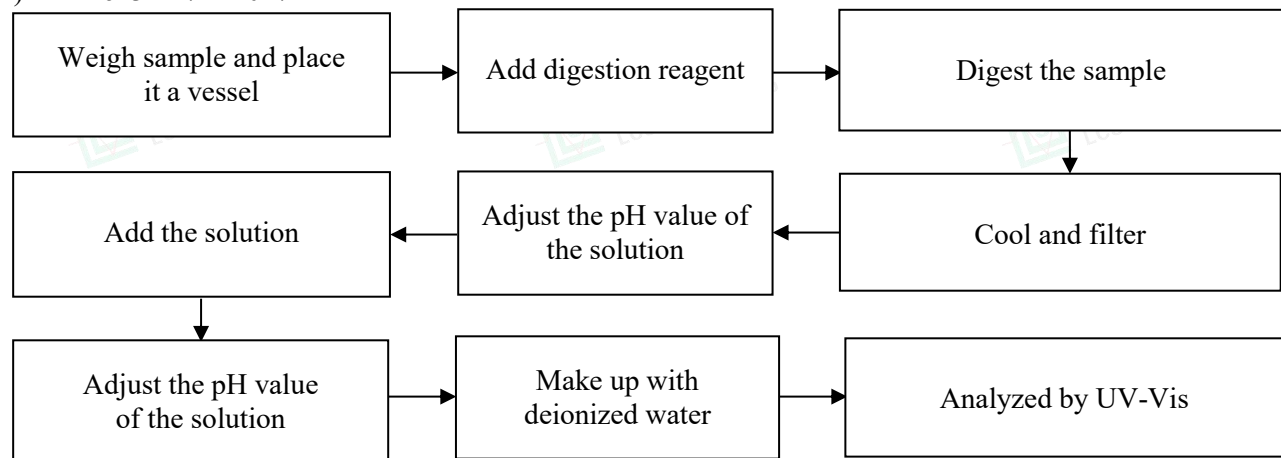 Weigh sample and place
it a vessel
Add digestion reagent
Digest the sample
Cool and filter
Adjust the pH value of
the solution
Add the solution
Adjust the pH value
of the solution
Make up with
deionized water
Analyzed by UV-Vis